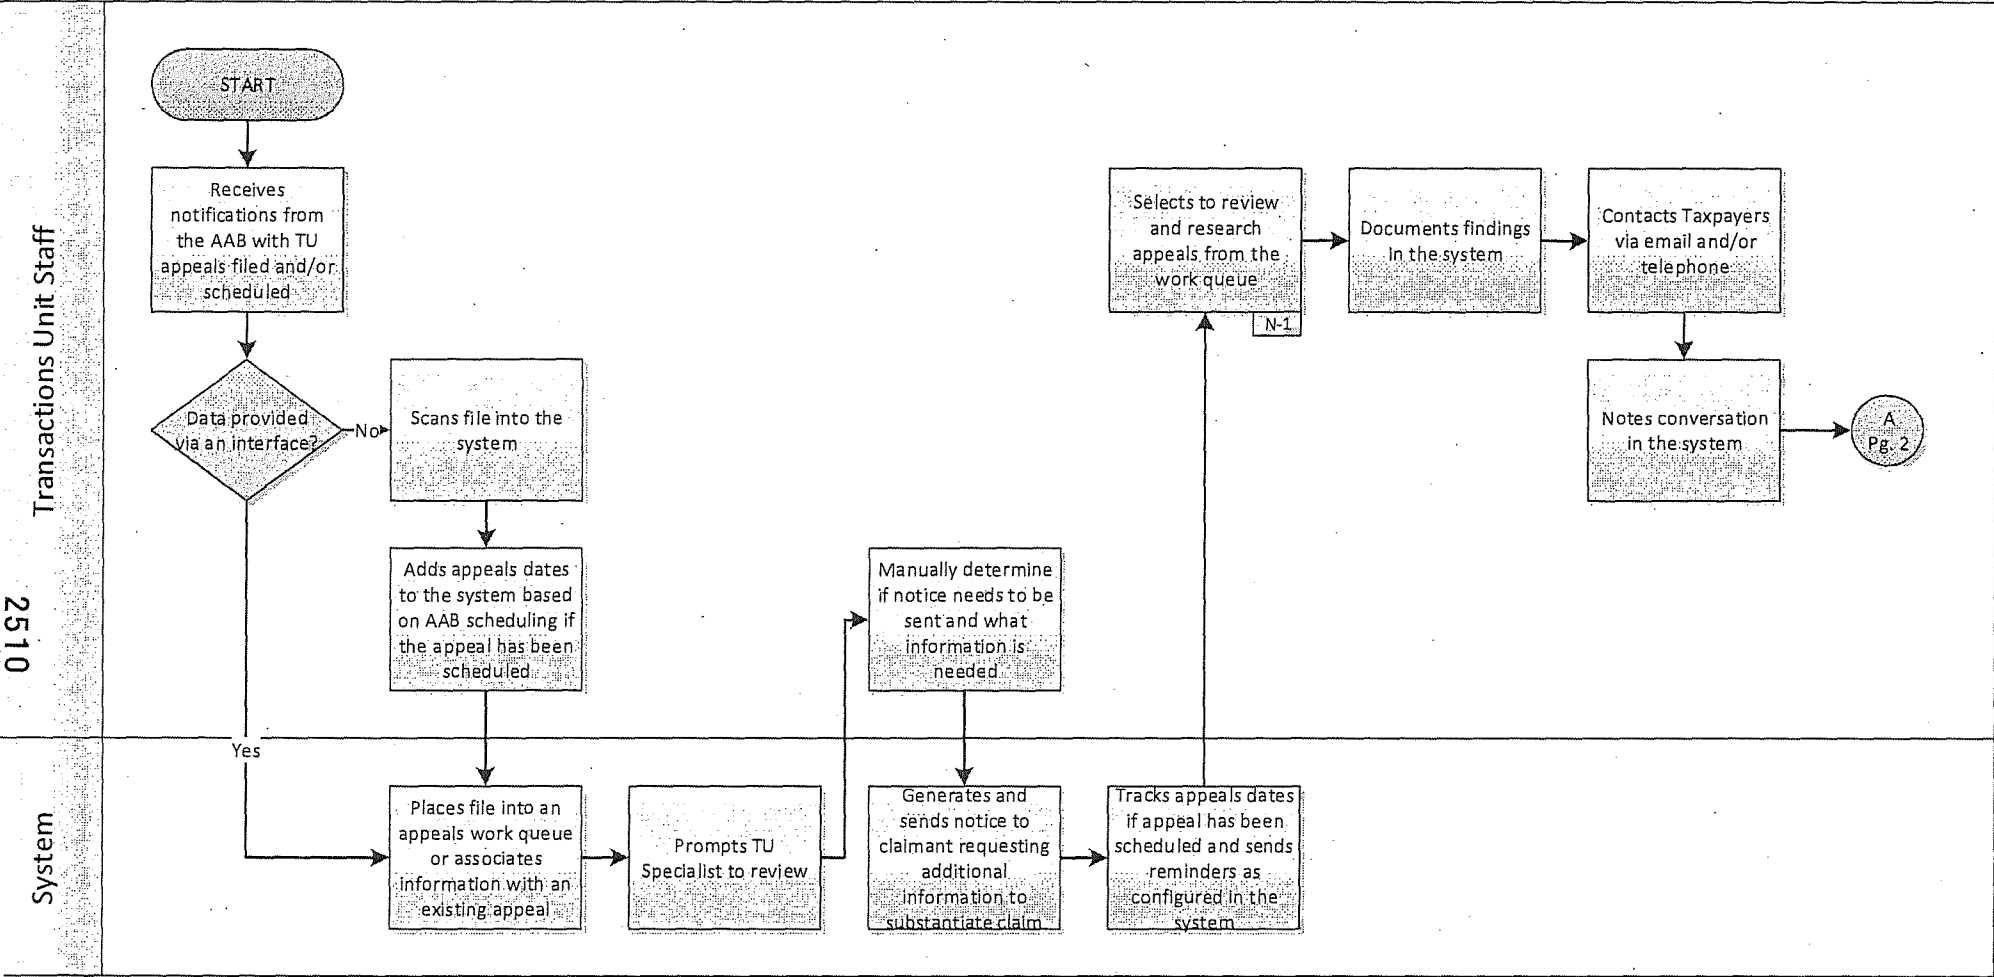 Transactions Unit Staff
2510
System
START
Receives
notifications from
the AAB with TU
appeals filed and/or
scheduled
Data provided
via an interface?
No
Yes
Scans file into the
system
Adds appeals dates
to the system based
on AAB scheduling if
the appeal has been
scheduled
Places file into an
appeals work queue
or associates
information with an
existing appeal
Prompts TU
Specialist to review
Manually determine
if notice needs to be
sent and what
information is
needed
Generates and
sends notice to
claimant requesting
additional
information to
substantiate claim
Tracks appeals dates
if appeal has been
scheduled and sends
reminders as
configured in the
system
Selects to review
and research
appeals from the
work queue
N-1
Documents findings
in the system
Contacts Taxpayers
via email and/or
telephone
Notes conversation
in the system
A
Pg. 2